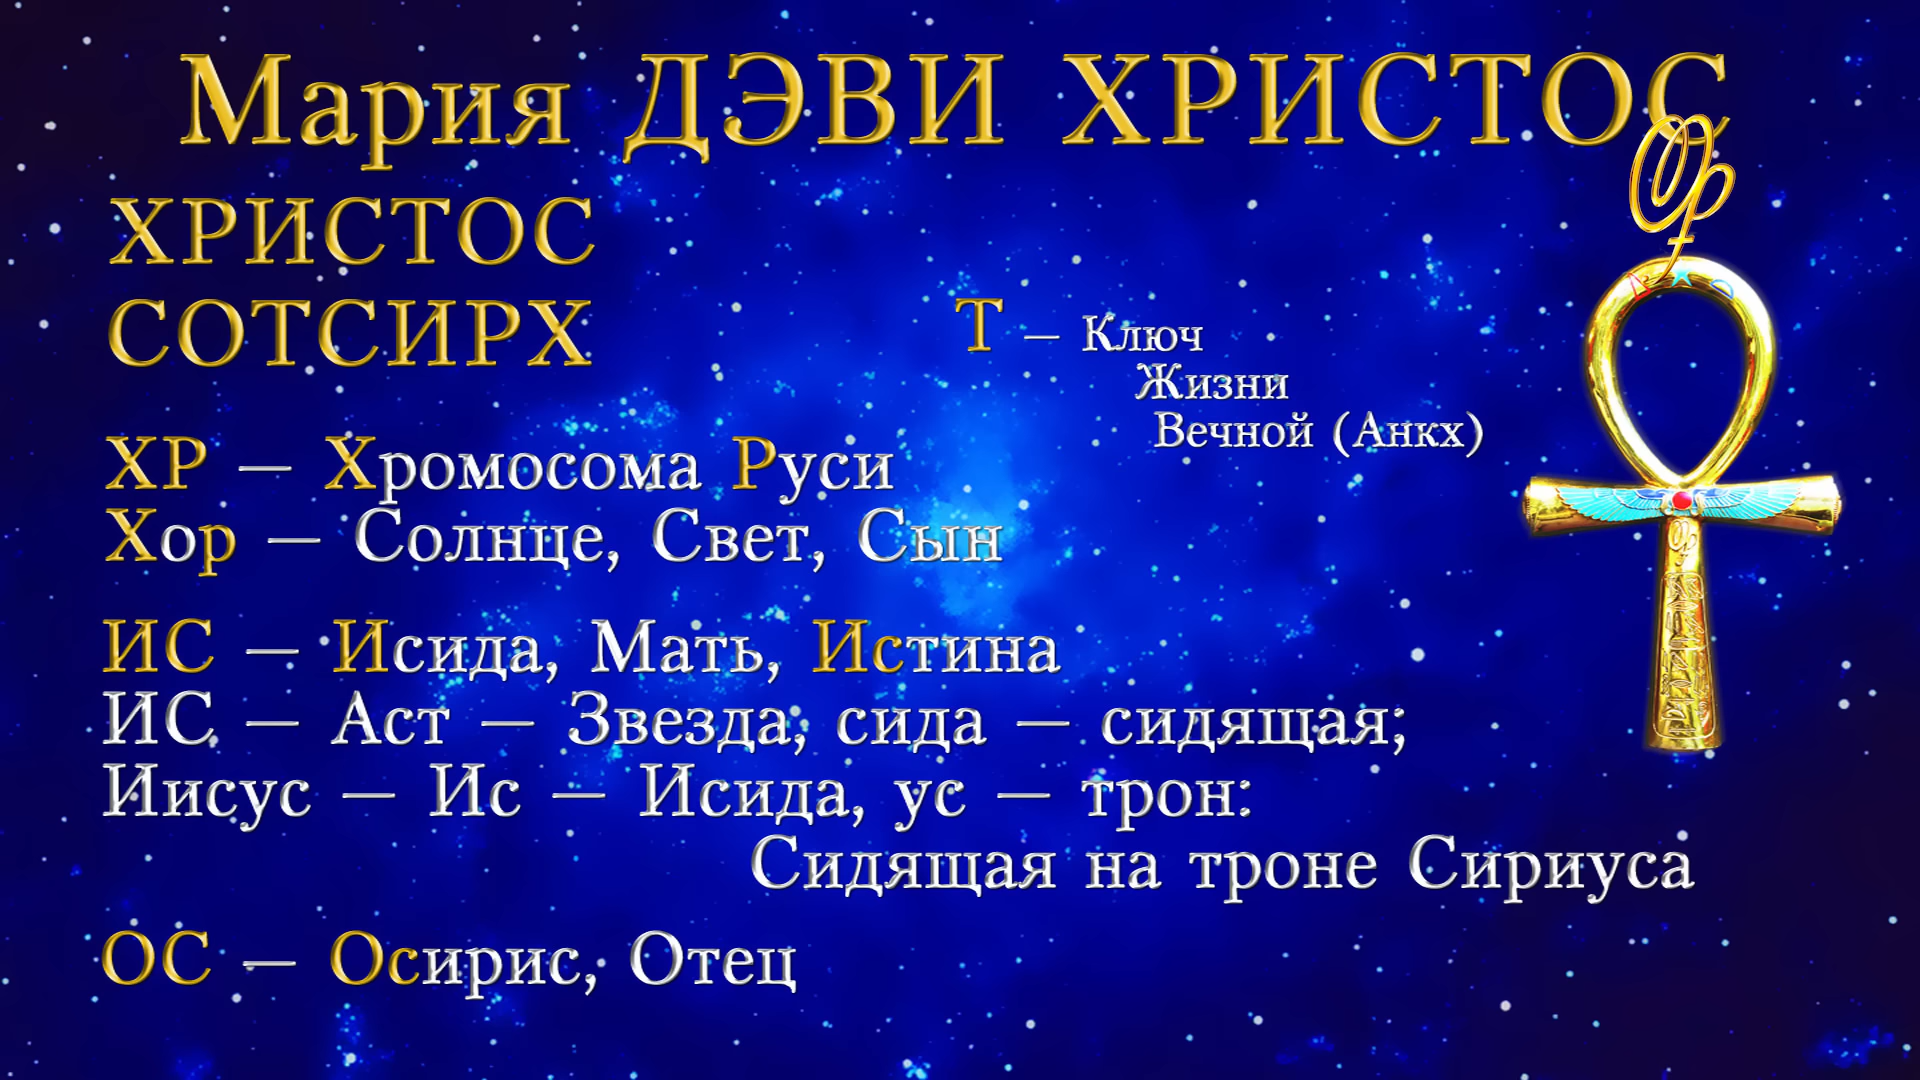 Мария ДЭВИ ХРИСТОС
ХРИСТОС
СОТСИРХ
Т — Ключ
Жизни
Вечной (Анкх)
ХР — Хромосома Руси
Хор — Солнце, Свет, Сын
ИС — Исида, Мать, Истина
ИС — Аст — Звезда, сида — сидящая;
Иисус — Ис — Исида, ус — трон:
Сидящая на троне Сириуса
ОС — Осирис, Отец